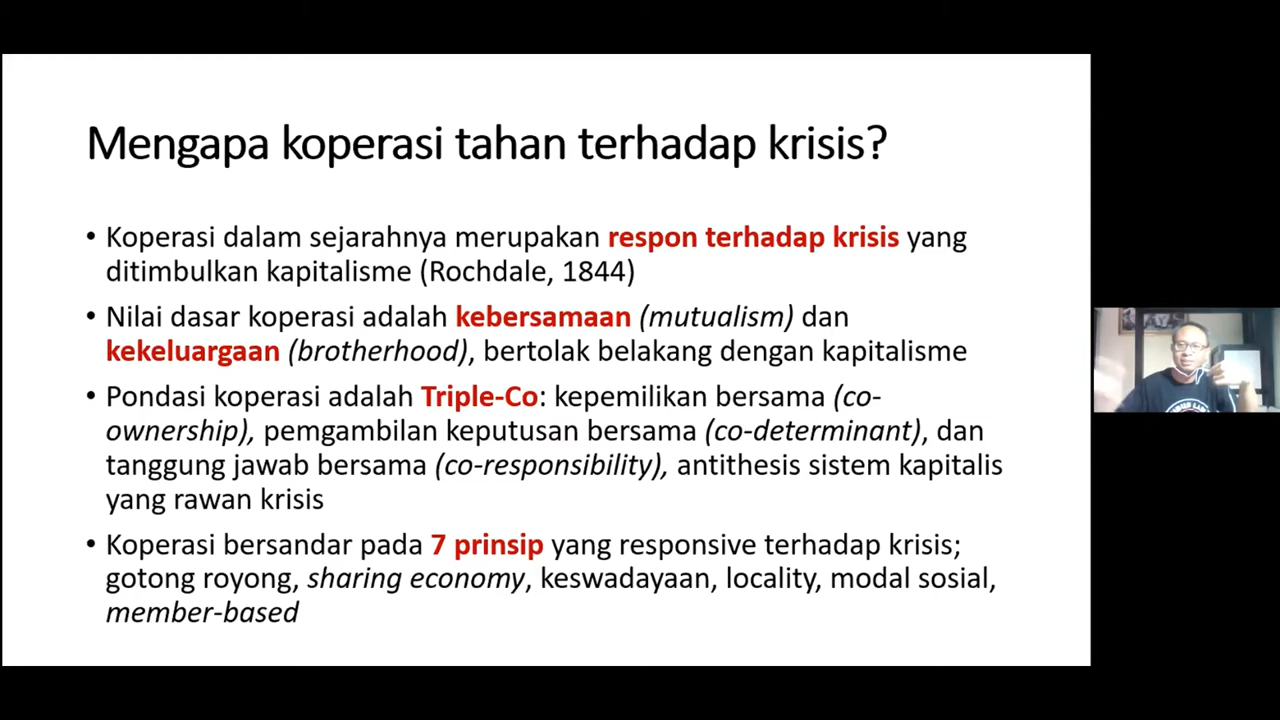 Mengapa koperasi tahan terhadap krisis?
• Koperasi dalam sejarahnya merupakan respon terhadap krisis yang
ditimbulkan kapitalisme (Rochdale, 1844)
• Nilai dasar koperasi adalah kebersamaan (mutualism) dan
kekeluargaan (brotherhood), bertolak belakang dengan kapitalisme
• Pondasi koperasi adalah Triple-Co: kepemilikan bersama (co-
ownership), pemgambilan keputusan bersama (co-determinant), dan
tanggung jawab bersama (co-responsibility), antithesis sistem kapitalis
yang rawan krisis
• Koperasi bersandar pada 7 prinsip yang responsive terhadap krisis;
gotong royong, sharing economy, keswadayaan, locality, modal sosial,
member-based